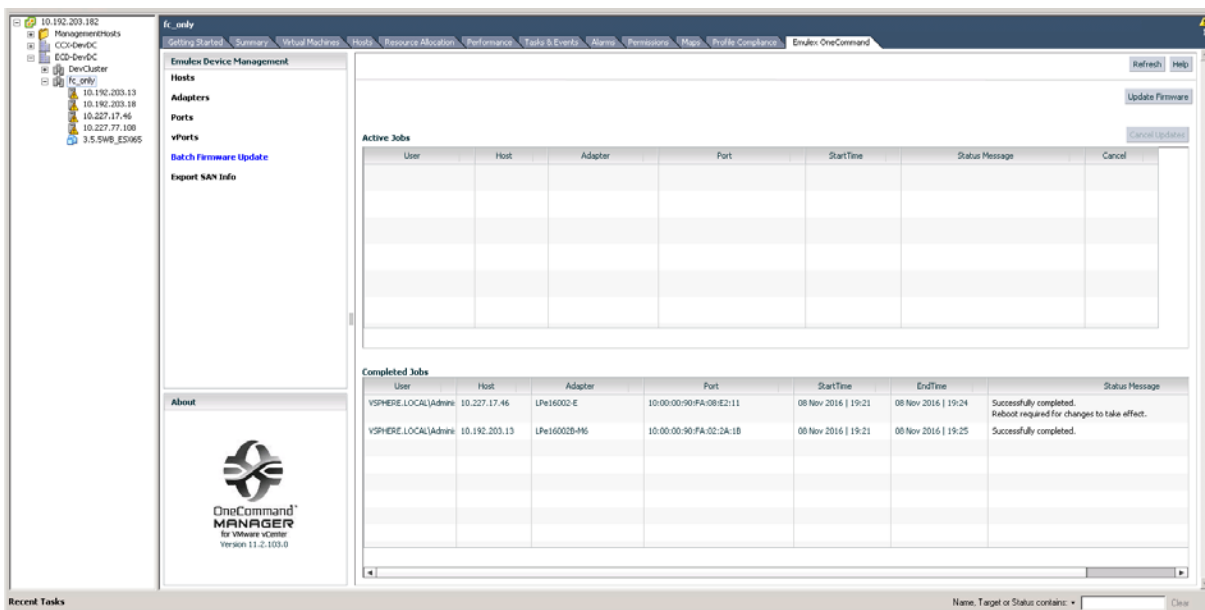 10.192.203.182
ManagementHosts
CCX-DevDC
ECD-DevDC
DevCluster
fc_only
10.192.203.13
10.192.203.18
10.227.17.46
10.227.77.108
3.5.5WB_ESXi65
fc_only
Getting Started Summary Virtual Machines Hosts Resource Allocation Performance Tasks & Events Alarms Permissions Maps Profile Compliance Emulex OneCommand
Emulex Device Management
Hosts
Adapters
Ports
vPorts
Batch Firmware Update
Export SAN Info
Refresh Help
Update Firmware
Cancel Updates
Active Jobs
User Host Adapter Port StartTime Status Message Cancel
Completed Jobs
User Host Adapter Port StartTime EndTime Status Message
VSPHERE.LOCAL\Admini 10.227.17.46 LPe16002-E 10:00:00:90:FA:08:E2:11 08 Nov 2016 | 19:21 08 Nov 2016 | 19:24 Successfully completed.
Reboot required for changes to take effect.
VSPHERE.LOCAL\Admini 10.192.203.13 LPe16002B-M6 10:00:00:90:FA:02:2A:1B 08 Nov 2016 | 19:21 08 Nov 2016 | 19:25 Successfully completed.
About
OneCommand™
MANAGER
for VMware vCenter
Version 11.2.103.0
Recent Tasks
Name, Target or Status contains:
Clear